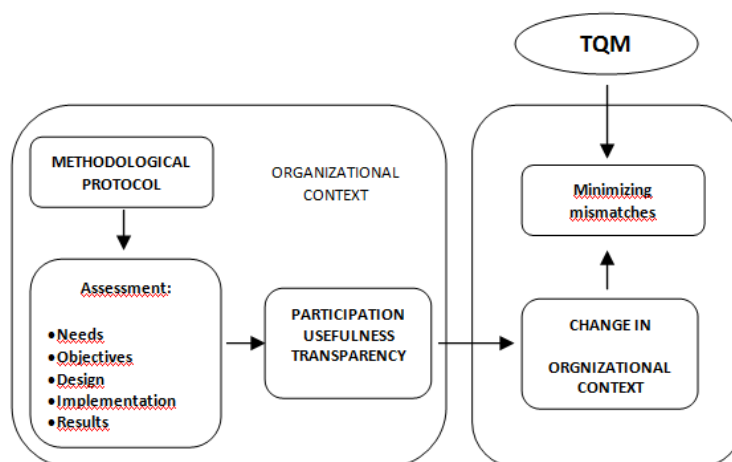 TQM
METHODOLOGICAL
PROTOCOL
ORGANIZATIONAL
CONTEXT
Assessment:
•Needs
•Objectives
•Design
•Implementation
•Results
PARTICIPATION
USEFULNESS
TRANSPARENCY
Minimizing
mismatches
CHANGE IN
ORGNIZATIONAL
CONTEXT